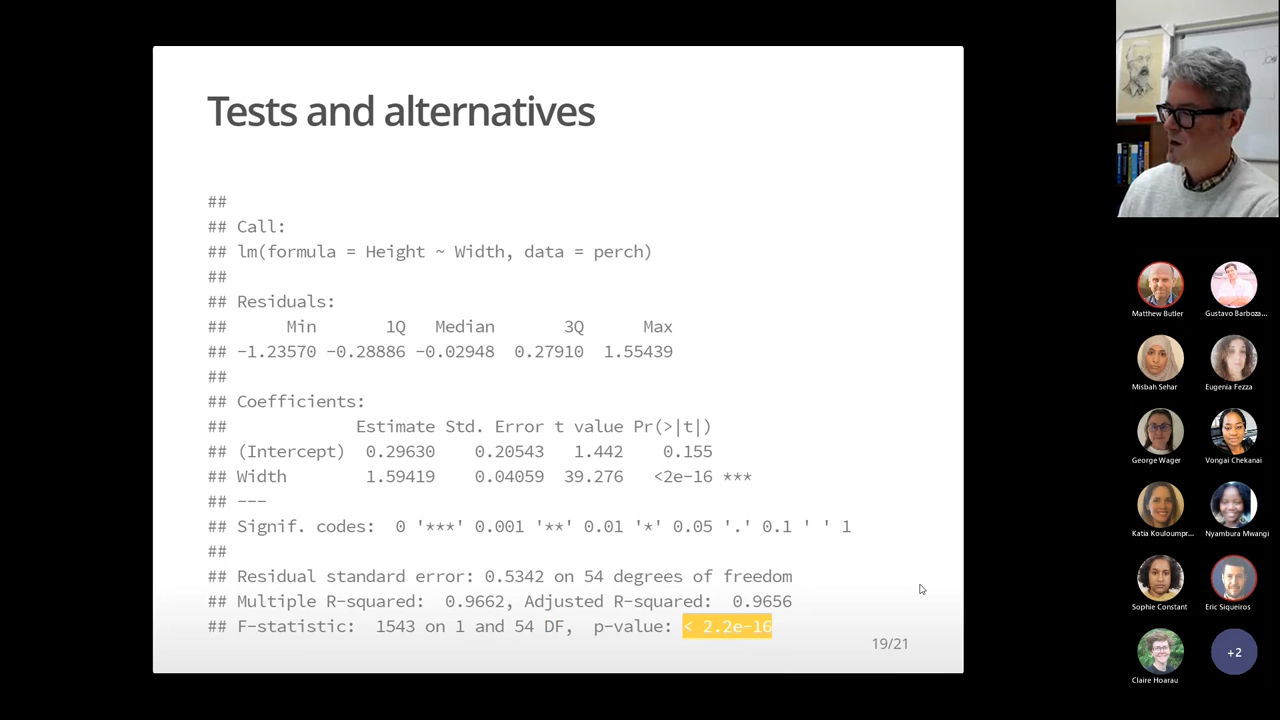 Tests and alternatives
##
## Call:
## lm(formula = Height ~ Width, data = perch)
##
## Residuals:
##      Min       1Q   Median       3Q      Max
## −1.23570 −0.28886 −0.02948  0.27910  1.55439
##
## Coefficients:
##             Estimate Std. Error t value Pr(>|t|)
## (Intercept)  0.29630    0.20543   1.442    0.155
## Width        1.59419    0.04059  39.276   <2e−16 ***
## −−−
## Signif. codes:  0 '***' 0.001 '**' 0.01 '*' 0.05 '.' 0.1 ' ' 1
##
## Residual standard error: 0.5342 on 54 degrees of freedom
## Multiple R−squared:  0.9662, Adjusted R−squared:  0.9656
## F−statistic:  1543 on 1 and 54 DF,  p−value: < 2.2e−16
19/21
Matthew Butler
Gustavo Barboza...
Misbah Sehar
Eugenia Fezza
George Wager
Vongai Chekanai
Katia Kouloumpr...
Nyambura Mwangi
Sophie Constant
Eric Siqueiros
Claire Hoarau
+2